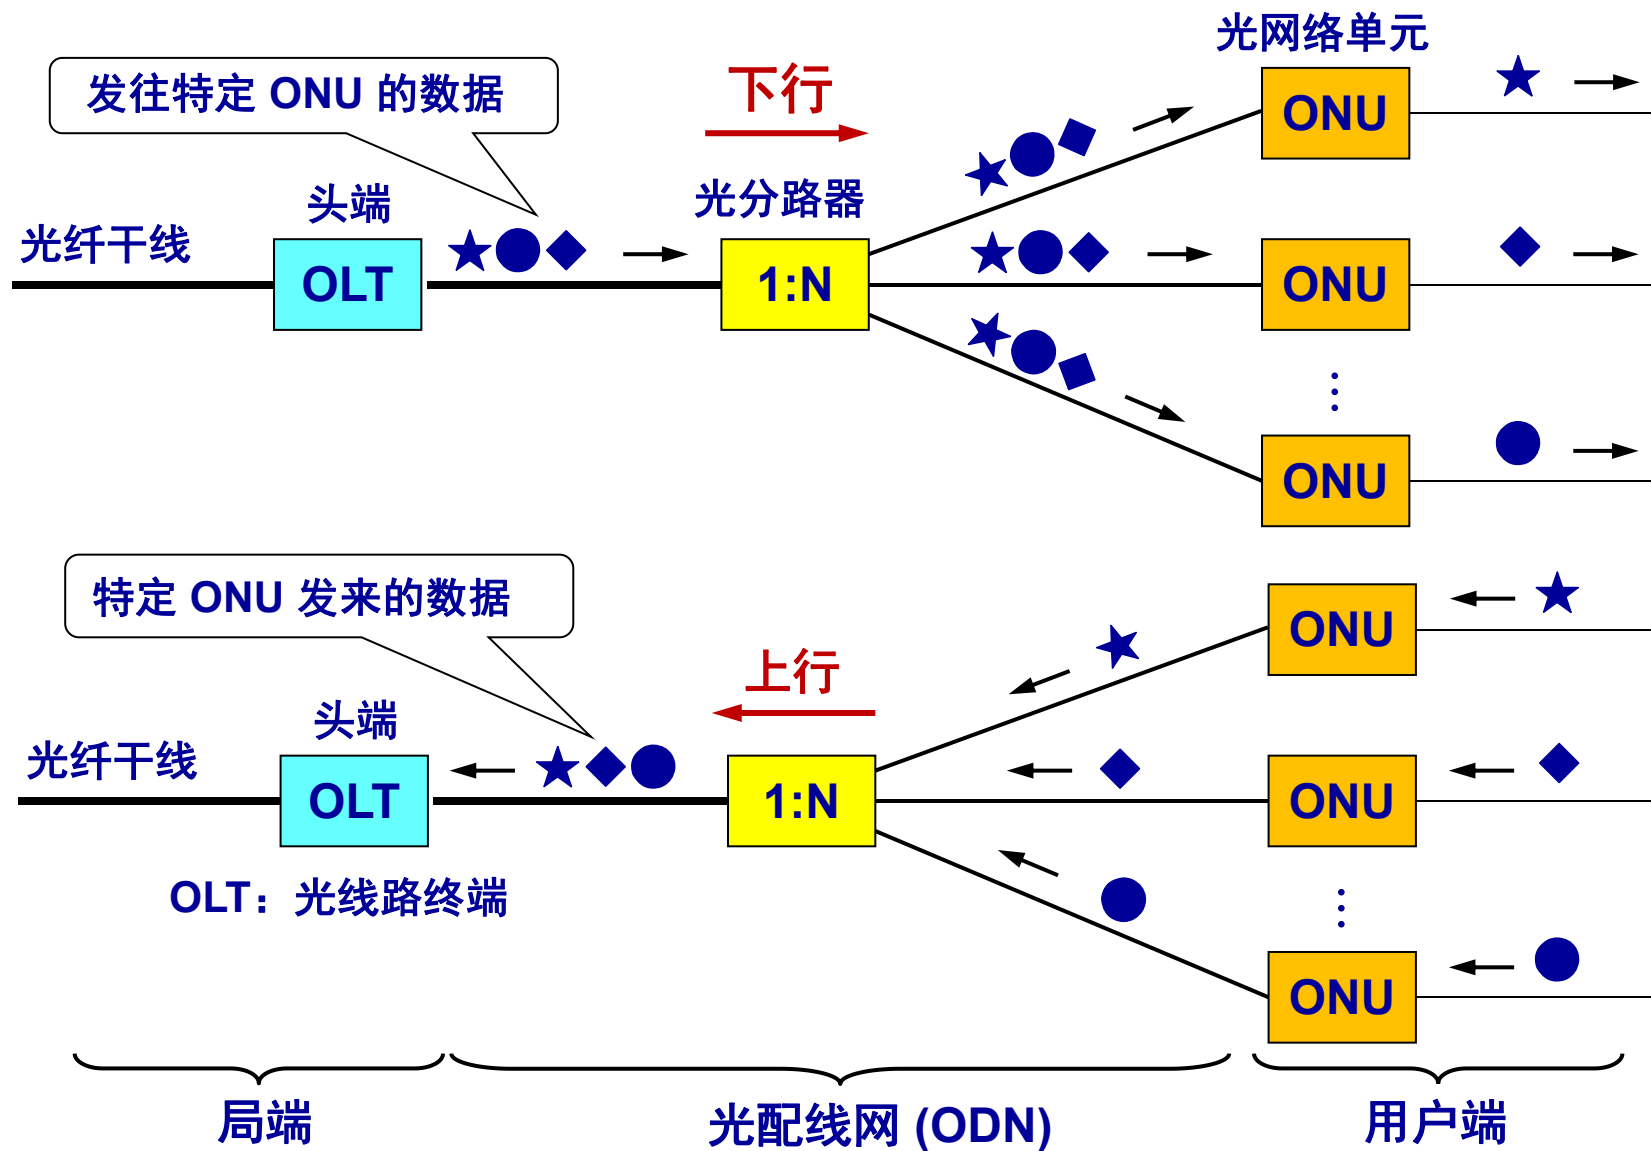 光网络单元
发往特定 ONU 的数据
下行
ONU
头端
光分路器
光纤干线
OLT
1:N
ONU
⋮
ONU
特定 ONU 发来的数据
上行
ONU
头端
光纤干线
OLT
1:N
ONU
OLT：光线路终端
⋮
ONU
局端
光配线网 (ODN)
用户端